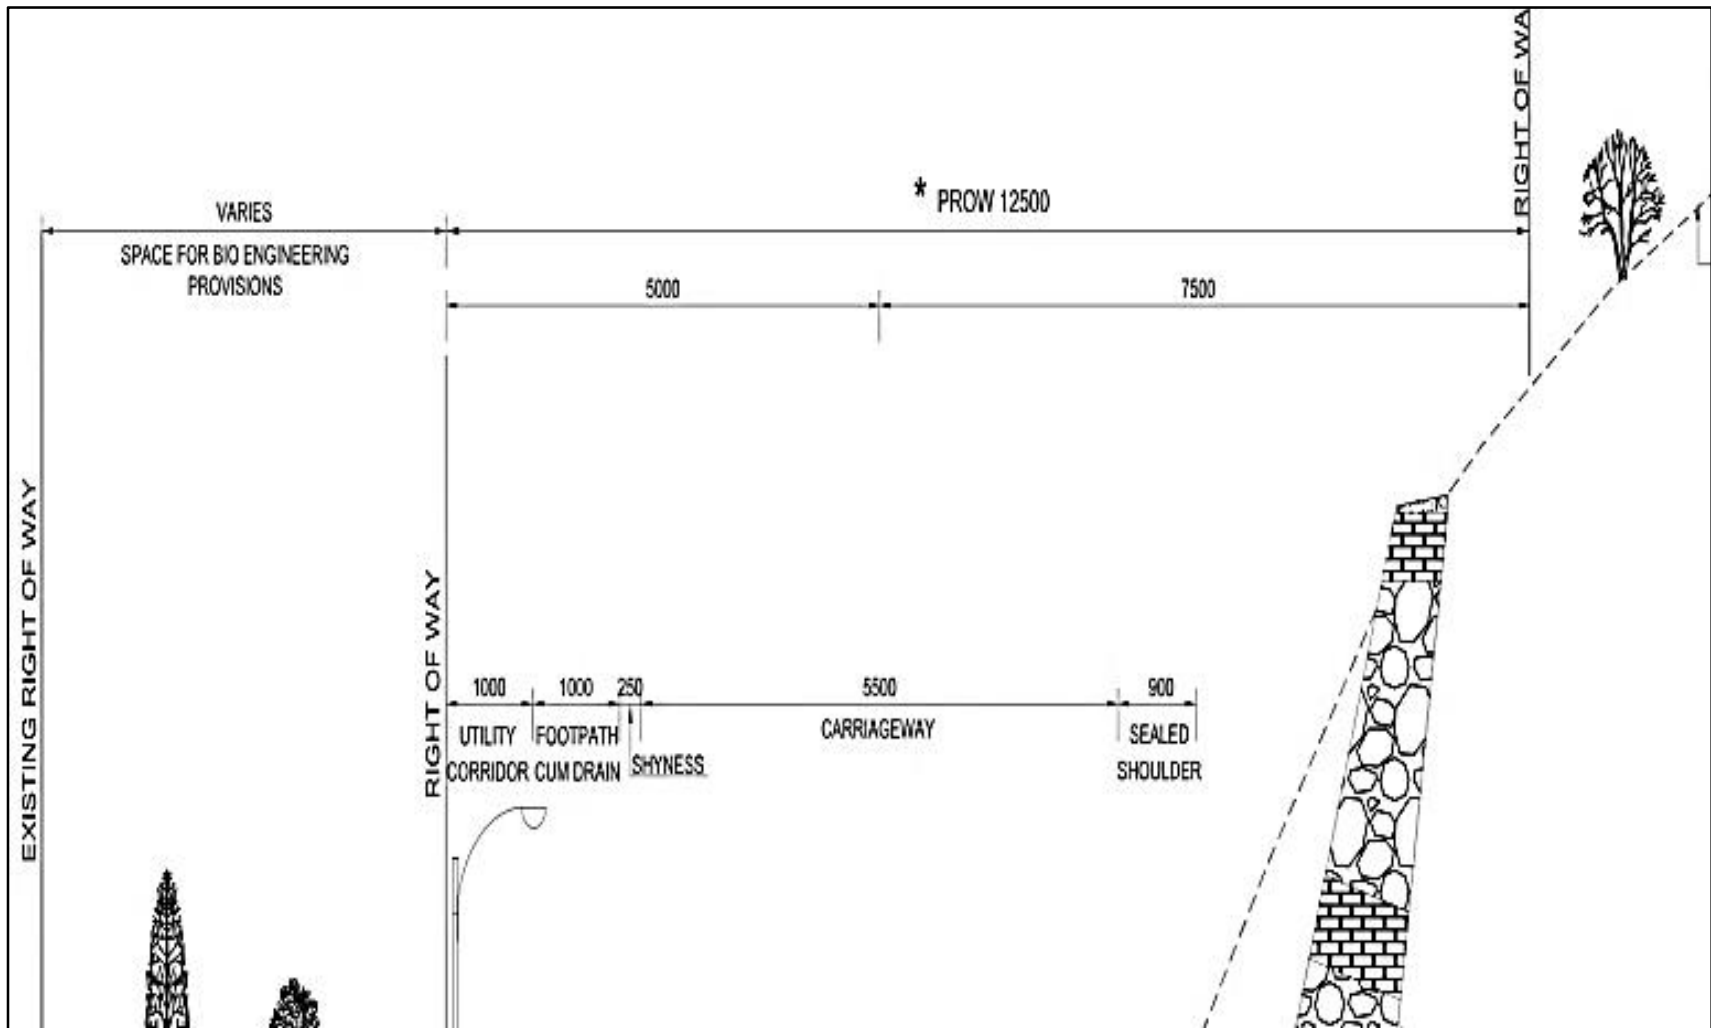 RIGHT OF WA
* PROW 12500
VARIES
SPACE FOR BIO ENGINEERING
PROVISIONS
5000
7500
EXISTING RIGHT OF WAY
RIGHT OF WAY
1000
1000
250
5500
900
UTILITY
CORRIDOR
FOOTPATH
CUM DRAIN
SHYNESS
CARRIAGEWAY
SEALED
SHOULDER